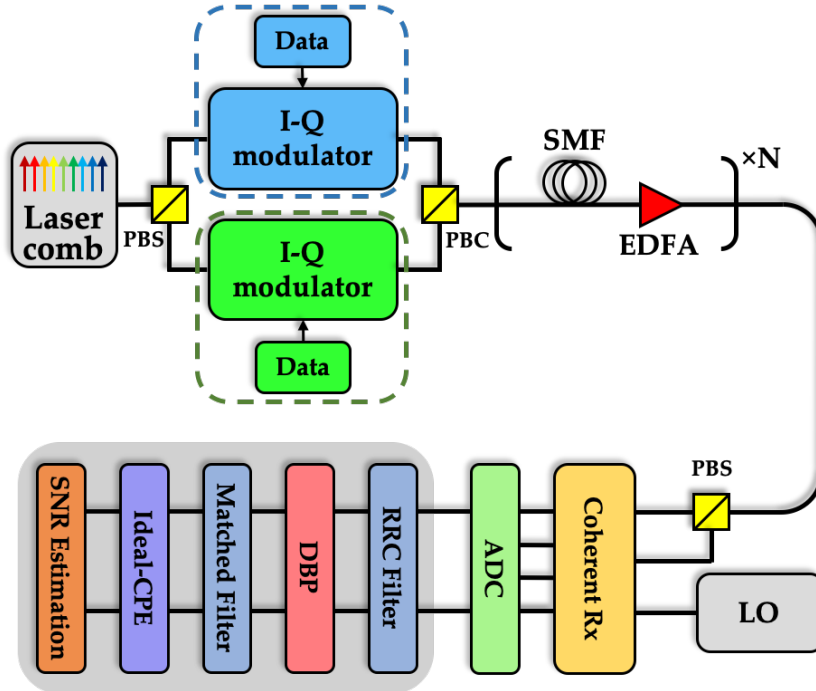 Data
I-Q
modulator
Laser
comb
PBS
I-Q
modulator
Data
PBC
SMF
EDFA
×N
PBS
SNR Estimation
Ideal-CPE
Matched Filter
DBP
RRC Filter
ADC
Coherent Rx
LO